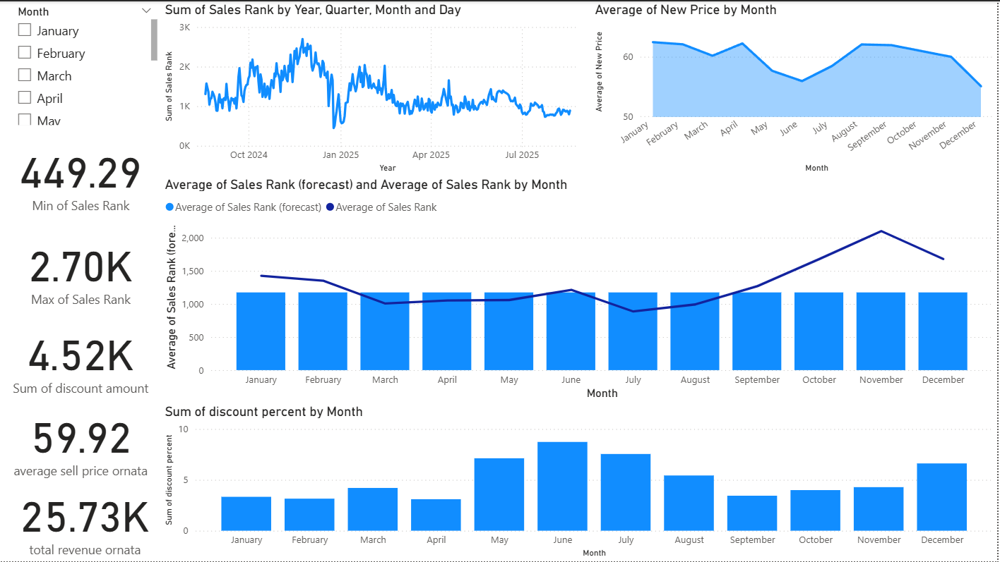 Month
January
February
March
April
May
449.29
Min of Sales Rank
2.70K
Max of Sales Rank
4.52K
Sum of discount amount
59.92
average sell price ornata
25.73K
total revenue ornata
Sum of Sales Rank by Year, Quarter, Month and Day
Sum of Sales Rank
3K
2K
1K
0K
Oct 2024 Jan 2025 Apr 2025 Jul 2025
Year
Average of New Price by Month
Average of New Price
60
50
January February March April May June July August September October November December
Month
Average of Sales Rank (forecast) and Average of Sales Rank by Month
Average of Sales Rank (forecast) Average of Sales Rank
Average of Sales Rank (fore...
2,000
1,500
1,000
500
0
January February March April May June July August September October November December
Month
Sum of discount percent by Month
Sum of discount percent
10
5
0
January February March April May June July August September October November December
Month